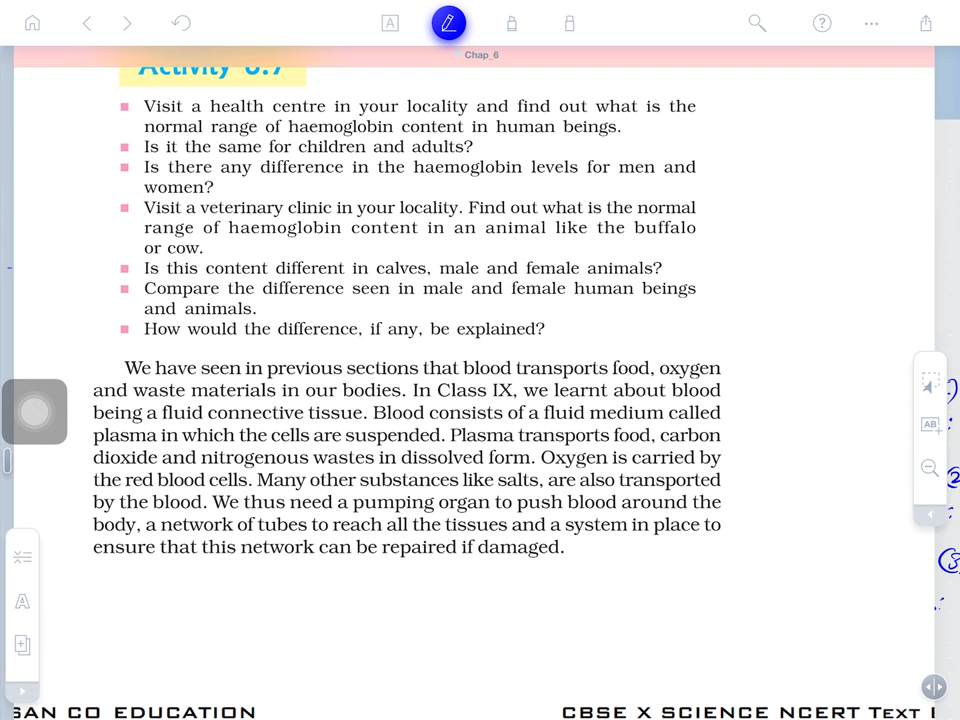 A
Chap_6
Activity 6.7
Visit a health centre in your locality and find out what is the
normal range of haemoglobin content in human beings.
Is it the same for children and adults?
Is there any difference in the haemoglobin levels for men and
women?
Visit a veterinary clinic in your locality. Find out what is the normal
range of haemoglobin content in an animal like the buffalo
or cow.
Is this content different in calves, male and female animals?
Compare the difference seen in male and female human beings
and animals.
How would the difference, if any, be explained?
We have seen in previous sections that blood transports food, oxygen
and waste materials in our bodies. In Class IX, we learnt about blood
being a fluid connective tissue. Blood consists of a fluid medium called
plasma in which the cells are suspended. Plasma transports food, carbon
dioxide and nitrogenous wastes in dissolved form. Oxygen is carried by
the red blood cells. Many other substances like salts, are also transported
by the blood. We thus need a pumping organ to push blood around the
body, a network of tubes to reach all the tissues and a system in place to
ensure that this network can be repaired if damaged.
AB
A
SAN CO EDUCATION
CBSE X SCIENCE NCERT TEXT